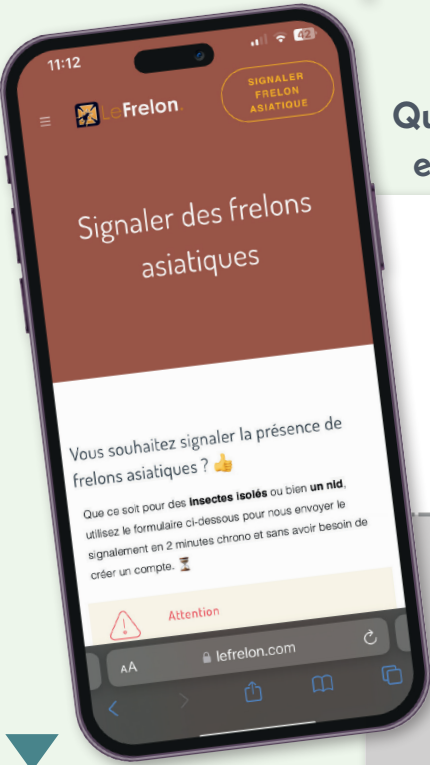 11:12
42
LeFrelon.
SIGNALER
FRELON
ASIATIQUE
Signaler des frelons
asiatiques
Vous souhaitez signaler la présence de
frelons asiatiques ? 👍
Que ce soit pour des insectes isolés ou bien un nid,
utilisez le formulaire ci-dessous pour nous envoyer le
signalement en 2 minutes chrono et sans avoir besoin de
créer un compte. ⏳
Attention
AA lefrelon.com